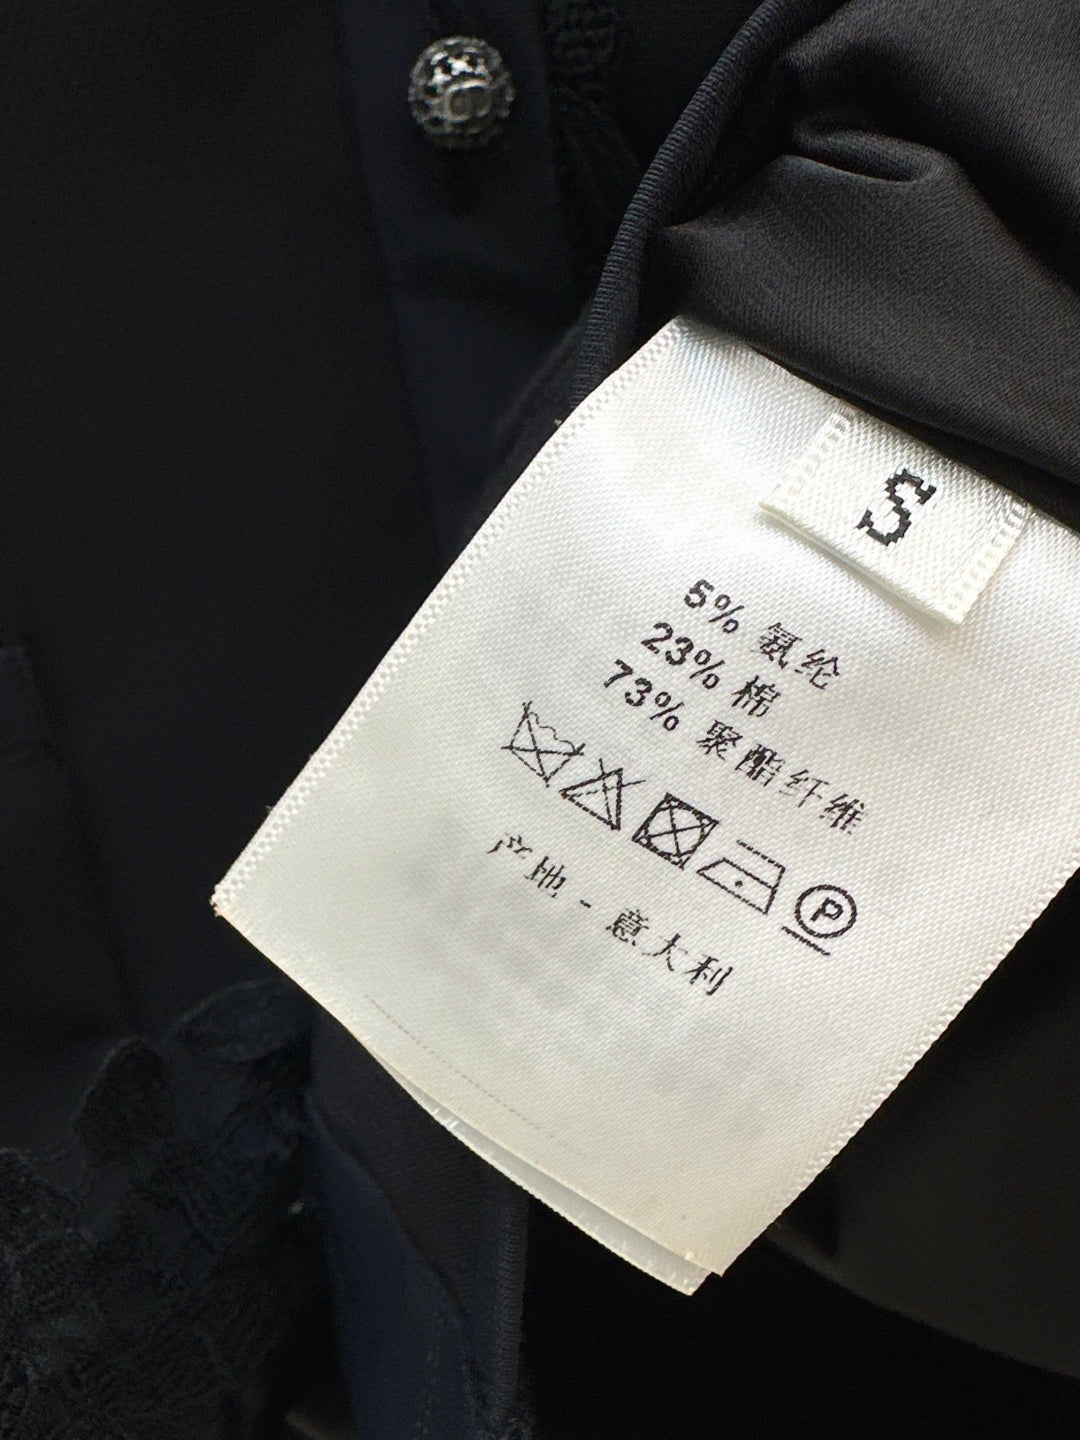 S
5% 氨纶
23% 棉
73% 聚酯纤维
P
产地 - 意大利